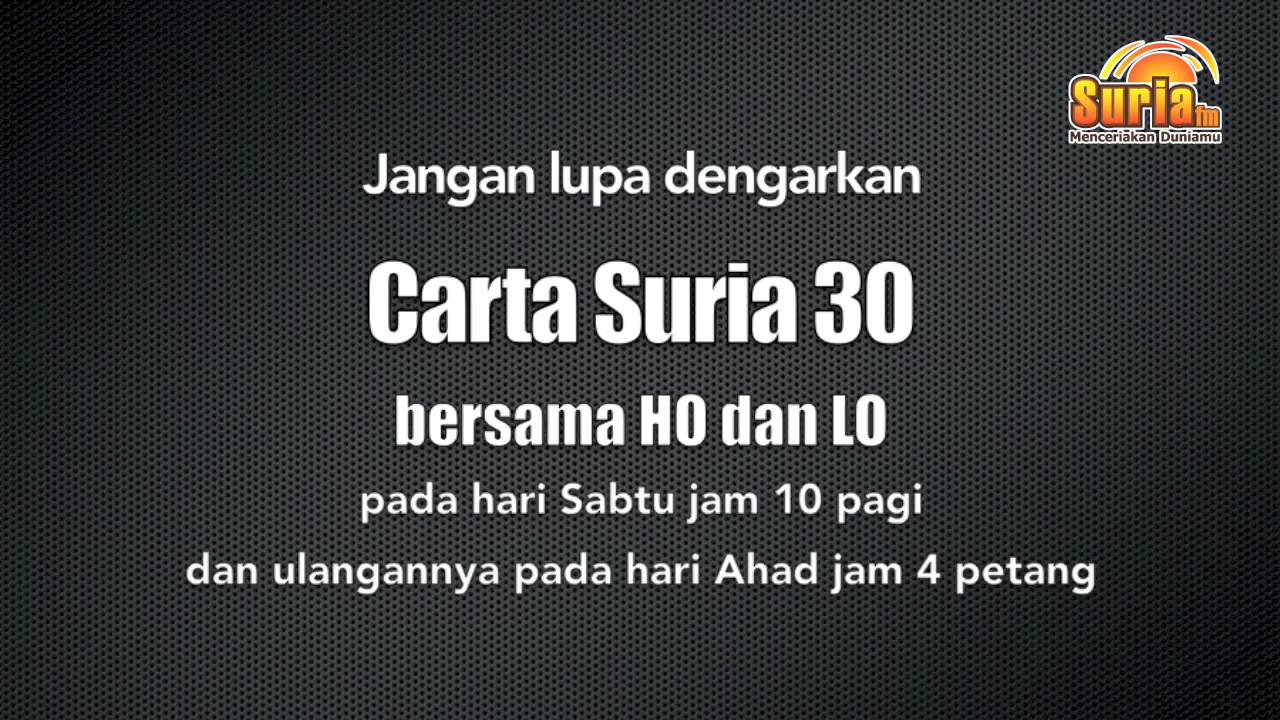 Suria fm
Menceriakan Duniamu
Jangan lupa dengarkan
Carta Suria 30
bersama HO dan LO
pada hari Sabtu jam 10 pagi
dan ulangannya pada hari Ahad jam 4 petang